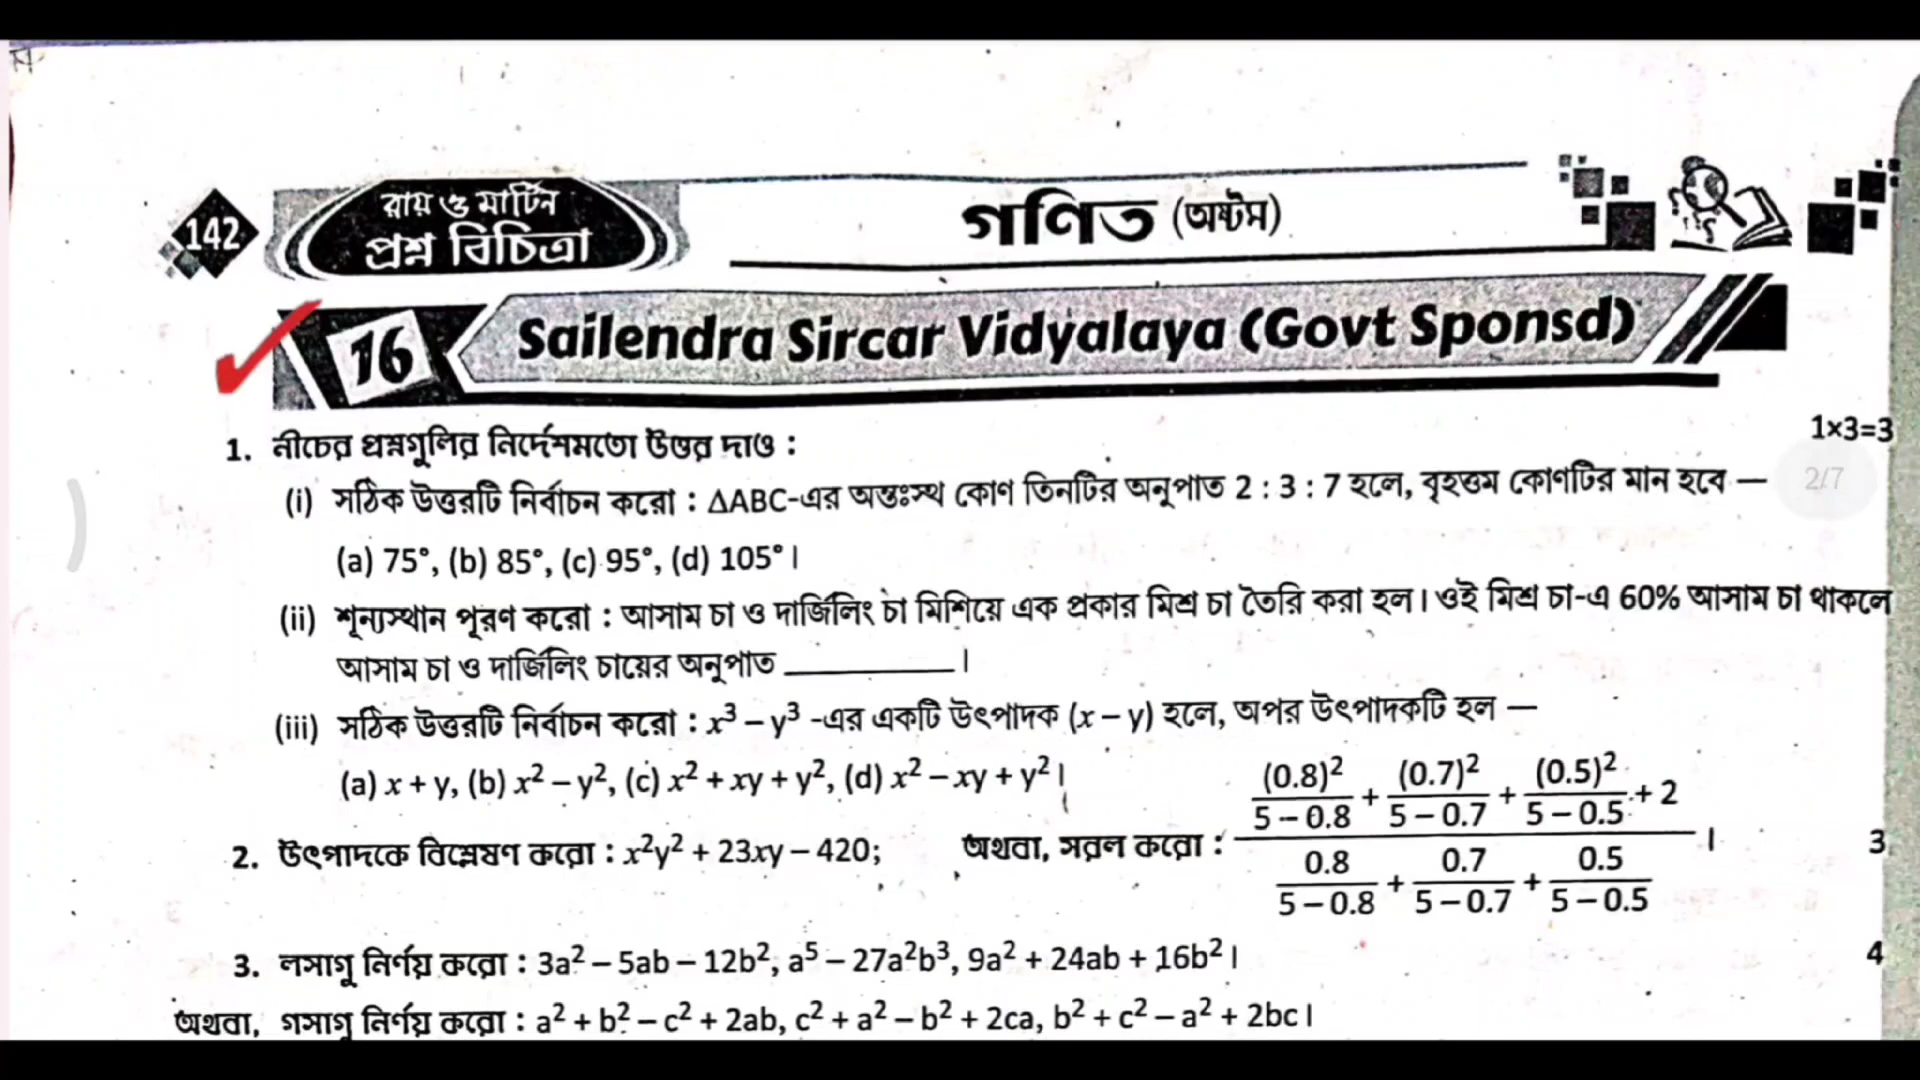 142
রায় ও মার্টিন
প্রশ্ন বিচিত্রা
গণিত (অষ্টম)
16 Sailendra Sircar Vidyalaya (Govt Sponsd)
1. নীচের প্রশ্নগুলির নির্দেশমতো উত্তর দাও : 1×3=3
2/7
(i) সঠিক উত্তরটি নির্বাচন করো : ΔABC-এর অন্তঃস্থ কোণ তিনটির অনুপাত 2 : 3 : 7 হলে, বৃহত্তম কোণটির মান হবে —
(a) 75°, (b) 85°, (c) 95°, (d) 105°।
(ii) শূন্যস্থান পূরণ করো : আসাম চা ও দার্জিলিং চা মিশিয়ে এক প্রকার মিশ্র চা তৈরি করা হল। ওই মিশ্র চা-এ 60% আসাম চা থাকলে
আসাম চা ও দার্জিলিং চায়ের অনুপাত __________।
(iii) সঠিক উত্তরটি নির্বাচন করো : x³ – y³ -এর একটি উৎপাদক (x – y) হলে, অপর উৎপাদকটি হল —
(a) x + y, (b) x² – y², (c) x² + xy + y², (d) x² – xy + y²।
2. উৎপাদকে বিশ্লেষণ করো : x²y² + 23xy – 420; অথবা, সরল করো : ((0.8)²/(5 – 0.8) + (0.7)²/(5 – 0.7) + (0.5)²/(5 – 0.5) + 2) / (0.8/(5 – 0.8) + 0.7/(5 – 0.7) + 0.5/(5 – 0.5))। 3
3. লসাগু নির্ণয় করো : 3a² – 5ab – 12b², a⁵ – 27a²b³, 9a² + 24ab + 16b²। 4
অথবা, গসাগু নির্ণয় করো : a² + b² – c² + 2ab, c² + a² – b² + 2ca, b² + c² – a² + 2bc।